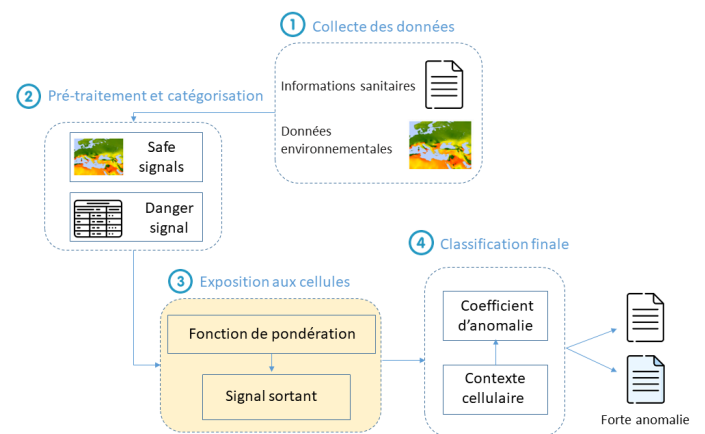 1 Collecte des données
Informations sanitaires
Données
environnementales
2 Pré-traitement et catégorisation
Safe
signals
Danger
signal
3 Exposition aux cellules
Fonction de pondération
Signal sortant
4 Classification finale
Coefficient
d'anomalie
Contexte
cellulaire
Forte anomalie